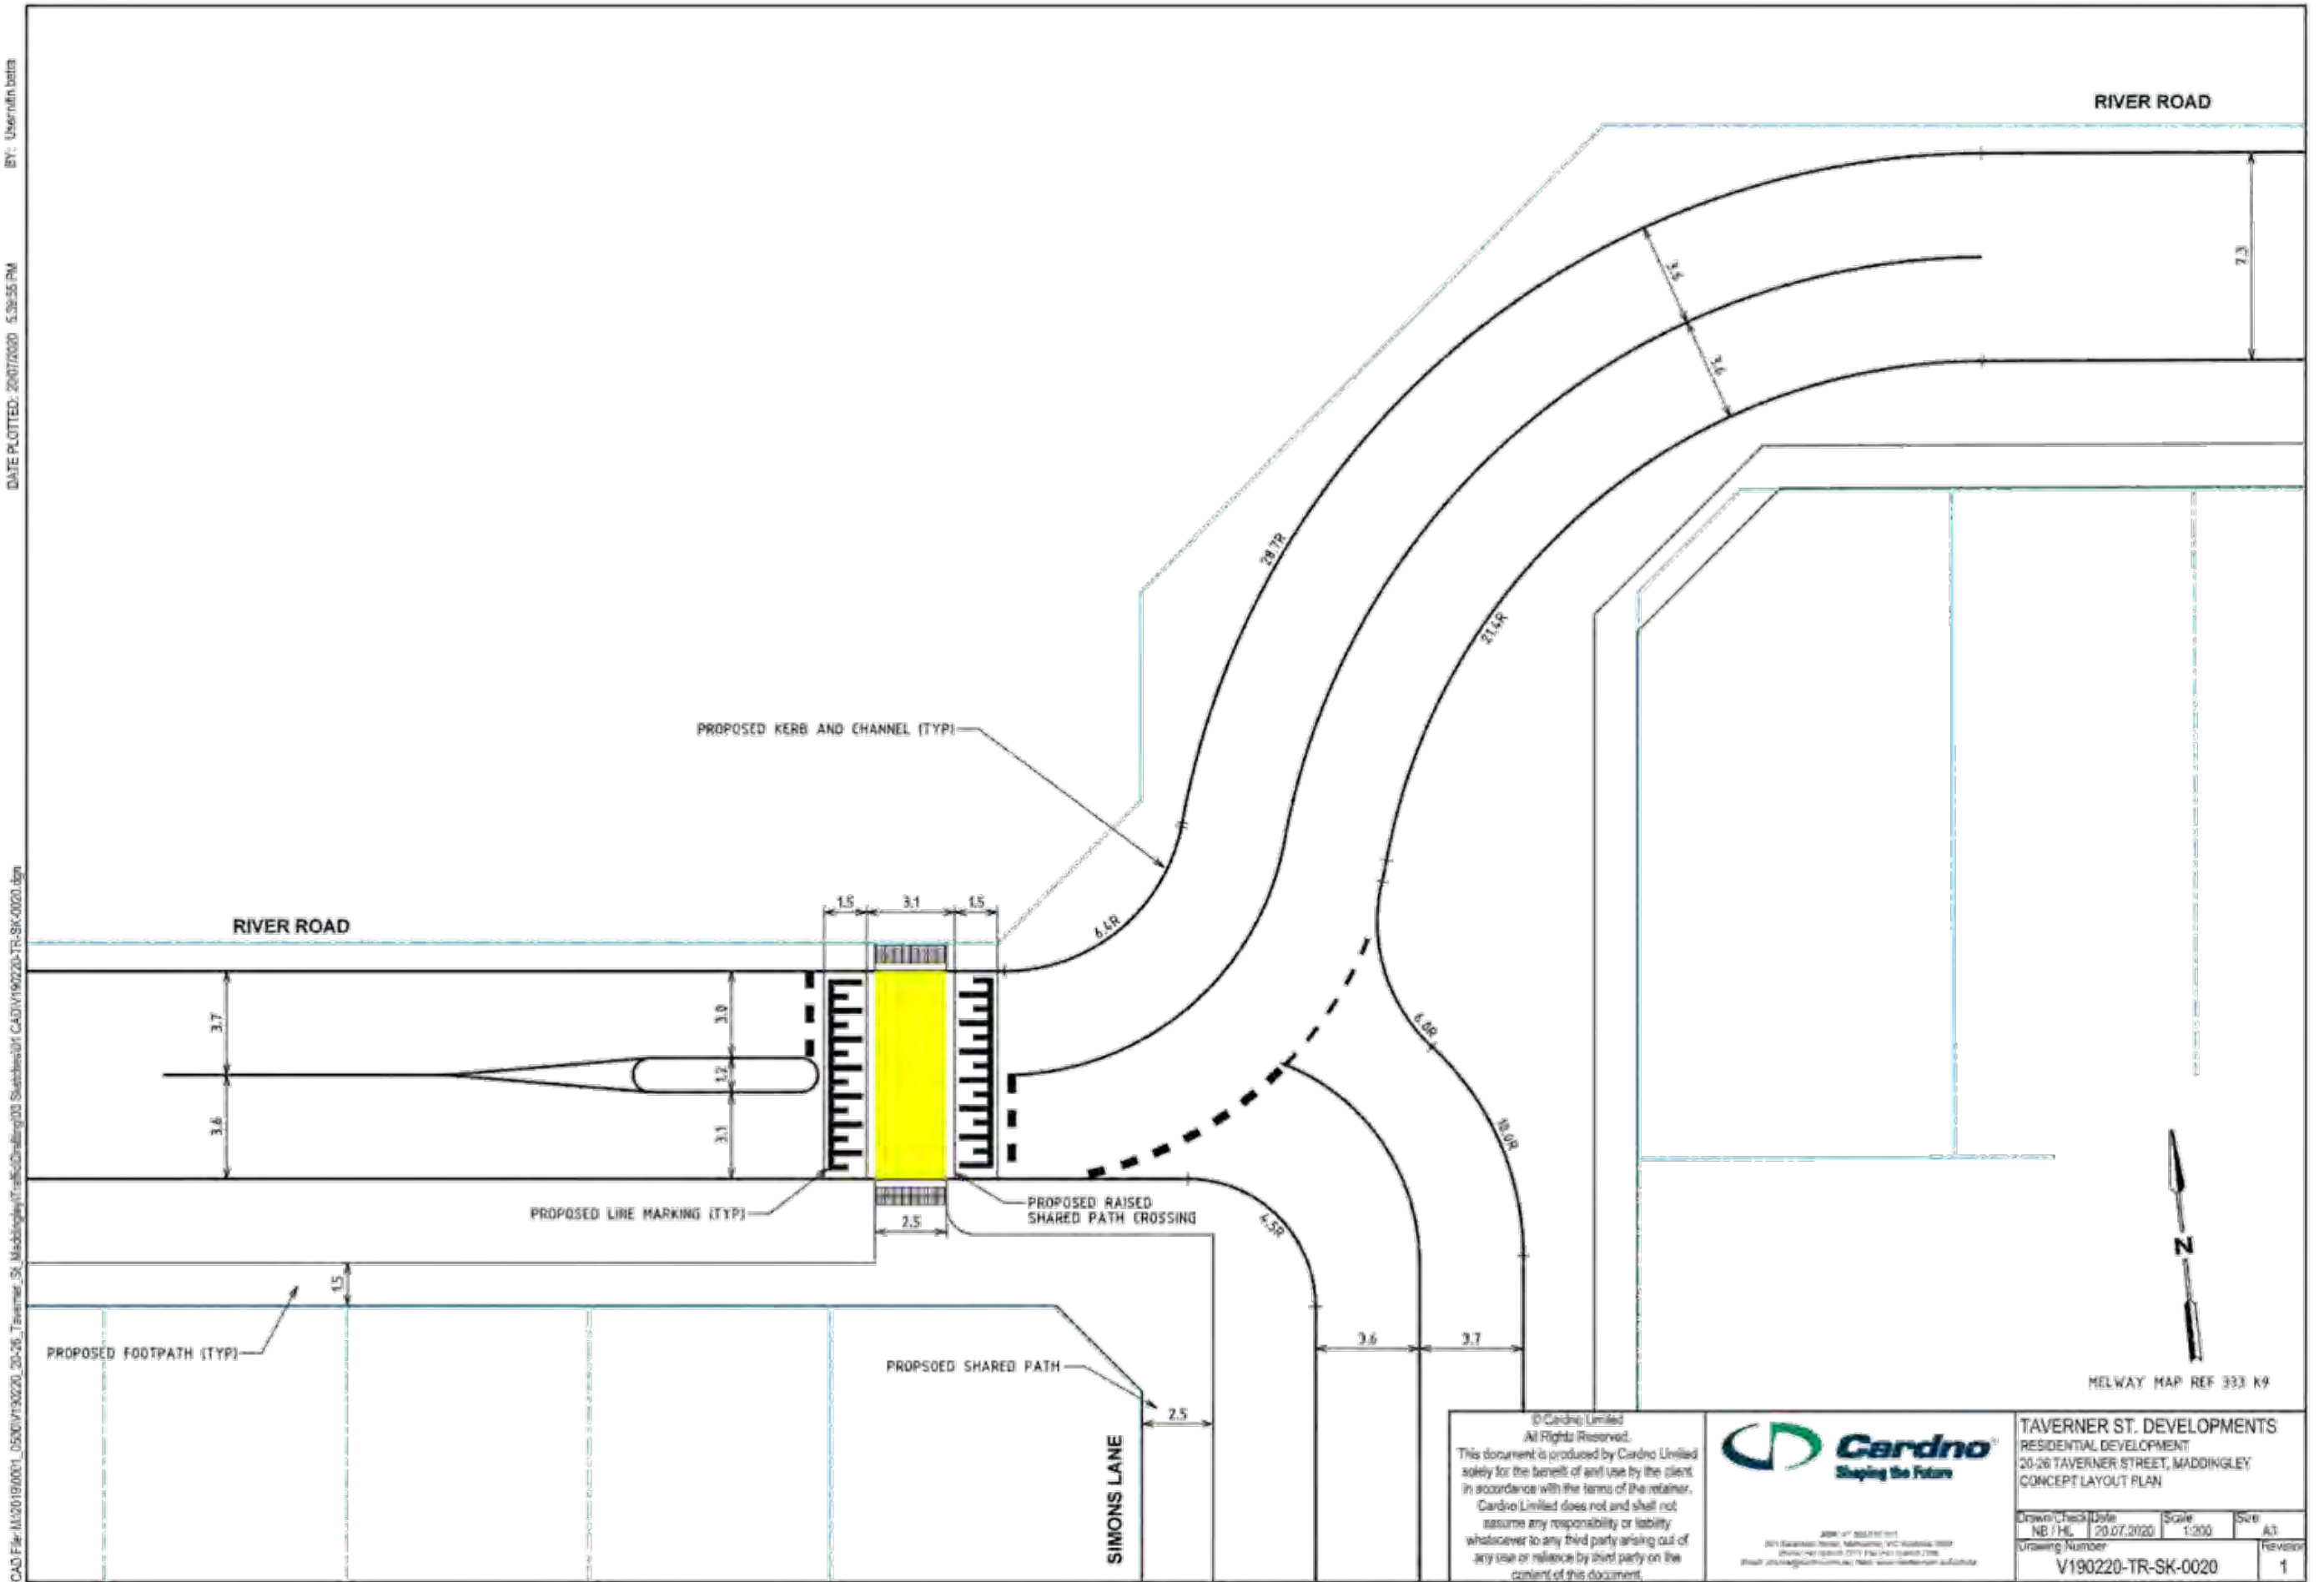 BY: User\nitin.batra
DATE PLOTTED: 20/07/2020 5:39:55 PM
RIVER ROAD
7.3
3.6
3.6
28.7R
21.4R
PROPOSED KERB AND CHANNEL (TYP)
RIVER ROAD
1.5
3.1
1.5
6.4R
3.7
3.0
1.2
3.6
3.1
6.0R
10.0R
PROPOSED LINE MARKING (TYP)
2.5
PROPOSED RAISED
SHARED PATH CROSSING
4.5R
1.5
PROPOSED FOOTPATH (TYP)
PROPSOED SHARED PATH
3.6
3.7
2.5
SIMONS LANE
N
MELWAY MAP REF 333 K9
© Cardno Limited
All Rights Reserved.
This document is produced by Cardno Limited
solely for the benefit of and use by the client
in accordance with the terms of the retainer.
Cardno Limited does not and shall not
assume any responsibility or liability
whatsoever to any third party arising out of
any use or reliance by third party on the
content of this document.
Cardno®
Shaping the Future
TAVERNER ST. DEVELOPMENTS
RESIDENTIAL DEVELOPMENT
20-26 TAVERNER STREET, MADDINGLEY
CONCEPT LAYOUT PLAN
Drawn/Check Date Scale Size
NB / HL 20.07.2020 1:200 A3
Drawing Number Revision
V190220-TR-SK-0020 1